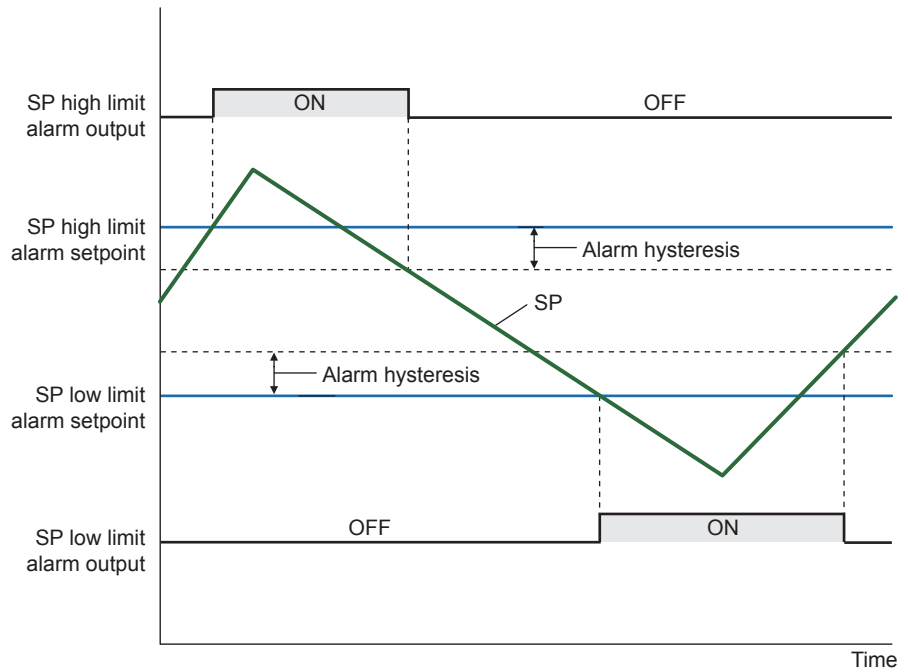 SP high limit
alarm output
ON
OFF
SP high limit
alarm setpoint
Alarm hysteresis
SP
Alarm hysteresis
SP low limit
alarm setpoint
OFF
ON
SP low limit
alarm output
Time